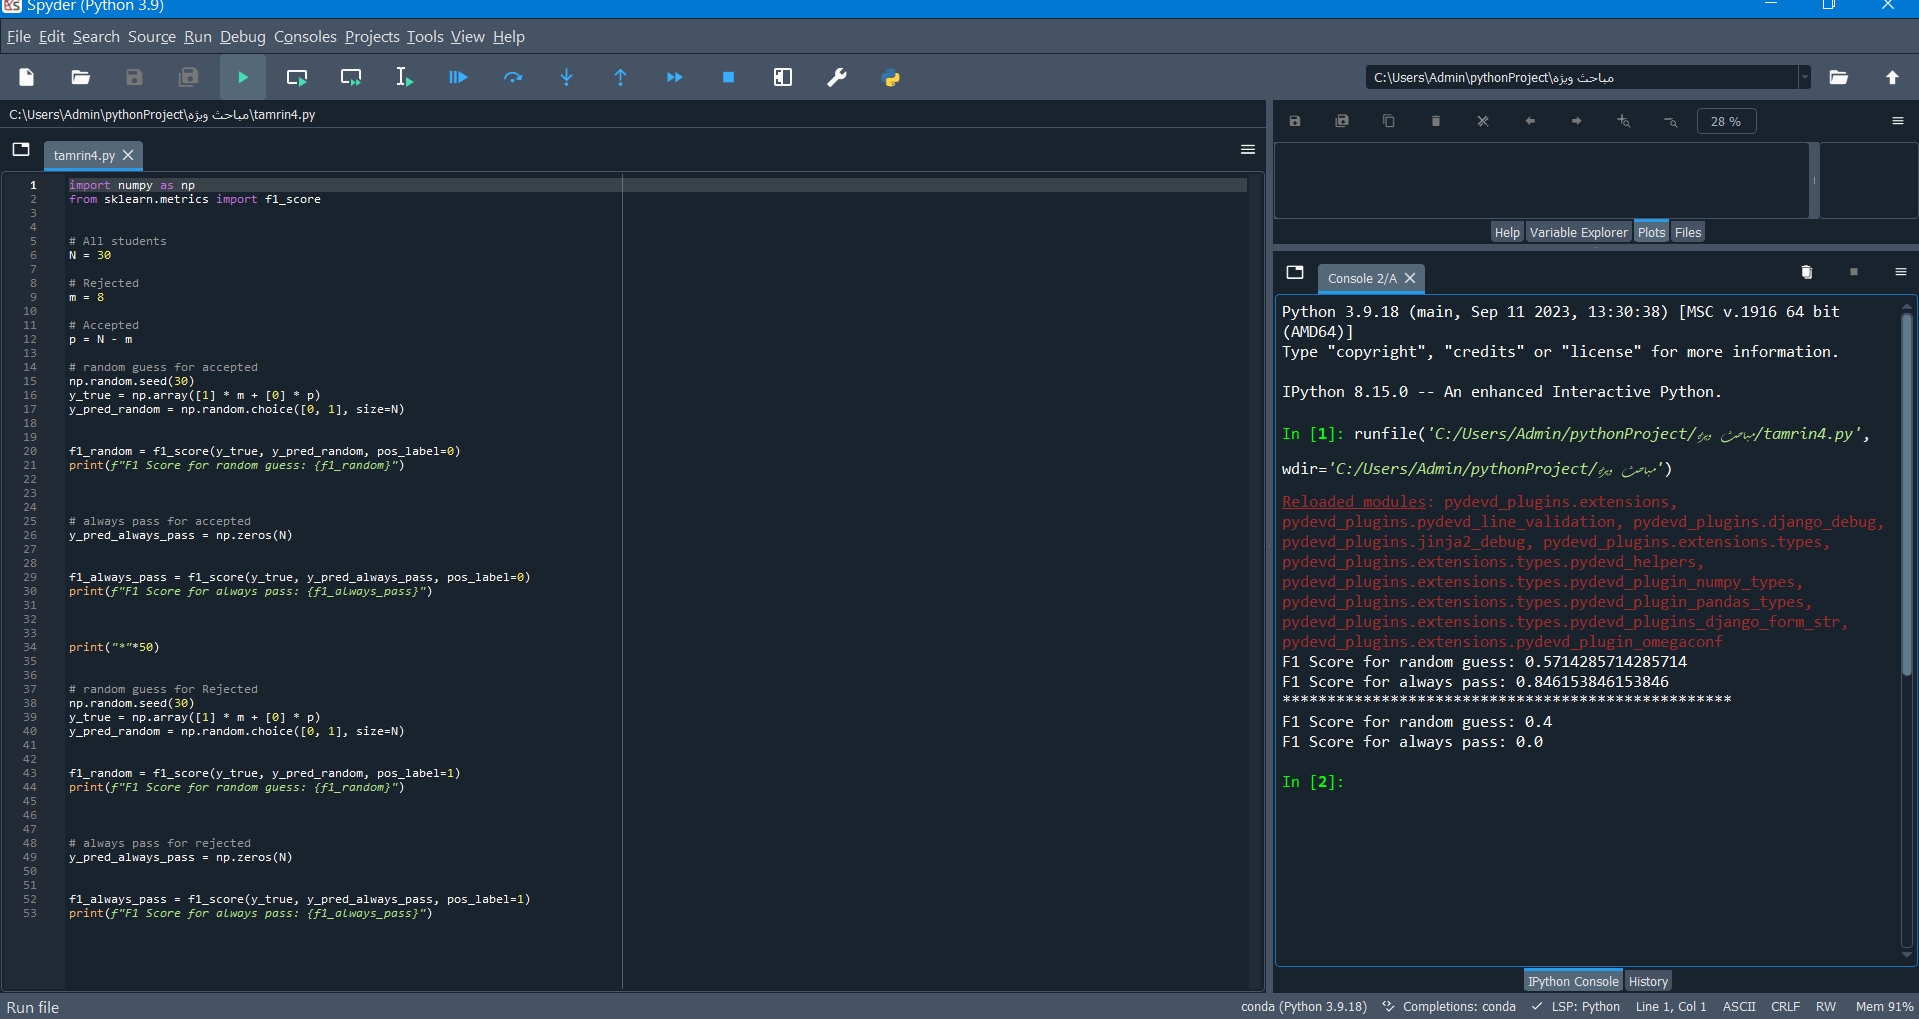 Spyder (Python 3.9)
File Edit Search Source Run Debug Consoles Projects Tools View Help
C:\Users\Admin\pythonProject\مباحث ویژه
C:\Users\Admin\pythonProject\مباحث ویژه\tamrin4.py
28 %
tamrin4.py
1 import numpy as np
2 from sklearn.metrics import f1_score
3
4
5 # All students
6 N = 30
7
8 # Rejected
9 m = 8
10
11 # Accepted
12 p = N - m
13
14 # random guess for accepted
15 np.random.seed(30)
16 y_true = np.array([1] * m + [0] * p)
17 y_pred_random = np.random.choice([0, 1], size=N)
18
19
20 f1_random = f1_score(y_true, y_pred_random, pos_label=0)
21 print(f"F1 Score for random guess: {f1_random}")
22
23
24
25 # always pass for accepted
26 y_pred_always_pass = np.zeros(N)
27
28
29 f1_always_pass = f1_score(y_true, y_pred_always_pass, pos_label=0)
30 print(f"F1 Score for always pass: {f1_always_pass}")
31
32
33
34 print("*"*50)
35
36
37 # random guess for Rejected
38 np.random.seed(30)
39 y_true = np.array([1] * m + [0] * p)
40 y_pred_random = np.random.choice([0, 1], size=N)
41
42
43 f1_random = f1_score(y_true, y_pred_random, pos_label=1)
44 print(f"F1 Score for random guess: {f1_random}")
45
46
47
48 # always pass for rejected
49 y_pred_always_pass = np.zeros(N)
50
51
52 f1_always_pass = f1_score(y_true, y_pred_always_pass, pos_label=1)
53 print(f"F1 Score for always pass: {f1_always_pass}")
Help Variable Explorer Plots Files
Console 2/A
Python 3.9.18 (main, Sep 11 2023, 13:30:38) [MSC v.1916 64 bit
(AMD64)]
Type "copyright", "credits" or "license" for more information.
IPython 8.15.0 -- An enhanced Interactive Python.
In [1]: runfile('C:/Users/Admin/pythonProject/مباحث ویژه/tamrin4.py',
wdir='C:/Users/Admin/pythonProject/مباحث ویژه')
Reloaded modules: pydevd_plugins.extensions,
pydevd_plugins.pydevd_line_validation, pydevd_plugins.django_debug,
pydevd_plugins.jinja2_debug, pydevd_plugins.extensions.types,
pydevd_plugins.extensions.types.pydevd_helpers,
pydevd_plugins.extensions.types.pydevd_plugin_numpy_types,
pydevd_plugins.extensions.types.pydevd_plugin_pandas_types,
pydevd_plugins.extensions.types.pydevd_plugins_django_form_str,
pydevd_plugins.extensions.pydevd_plugin_omegaconf
F1 Score for random guess: 0.5714285714285714
F1 Score for always pass: 0.846153846153846
**************************************************
F1 Score for random guess: 0.4
F1 Score for always pass: 0.0
In [2]:
IPython Console History
Run file
conda (Python 3.9.18) Completions: conda LSP: Python Line 1, Col 1 ASCII CRLF RW Mem 91%